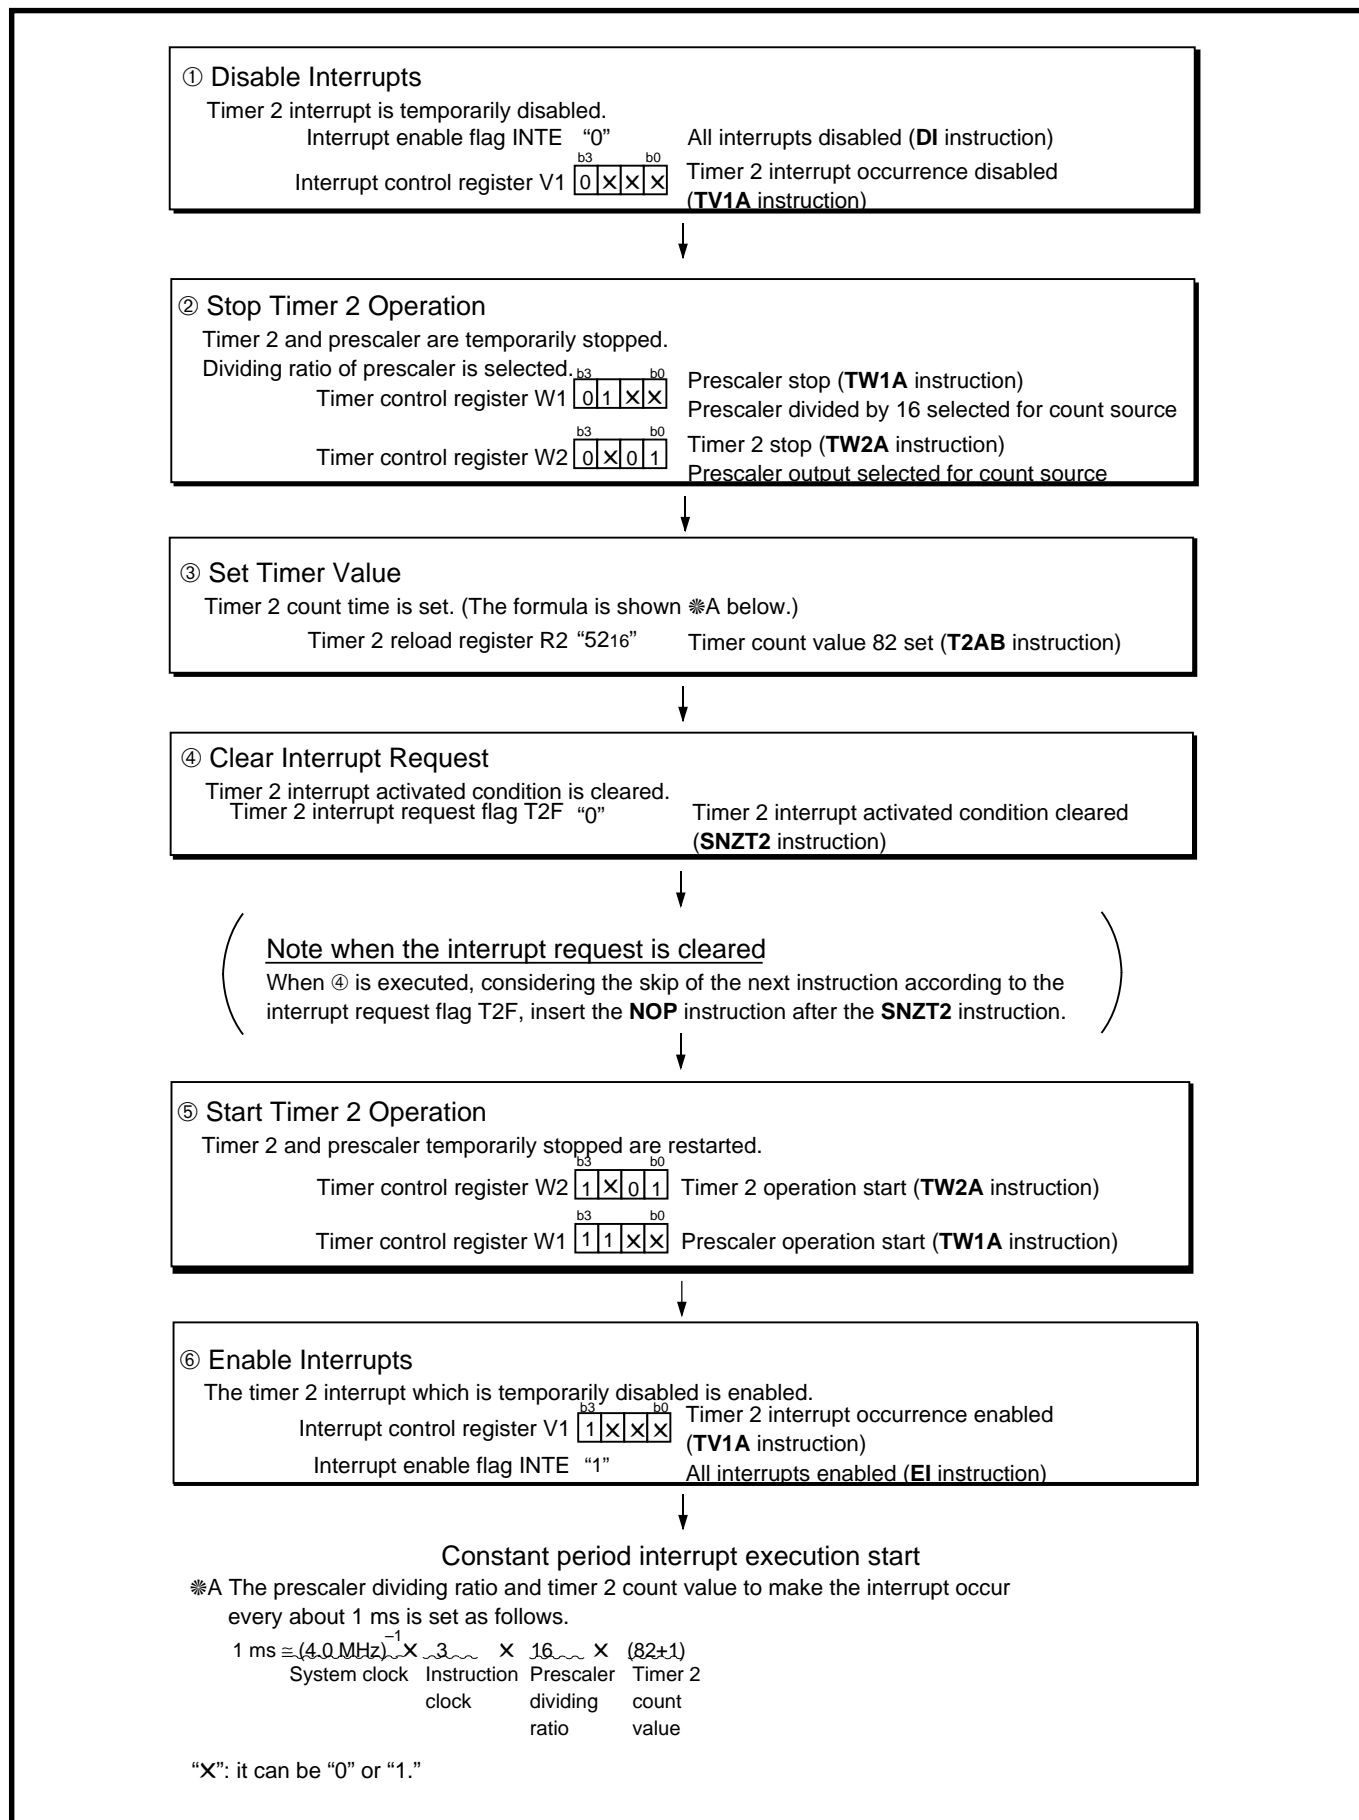 ① Disable Interrupts
Timer 2 interrupt is temporarily disabled.
Interrupt enable flag INTE “0” All interrupts disabled (DI instruction)
b3 b0
Interrupt control register V1 0 ✕ ✕ ✕ Timer 2 interrupt occurrence disabled
(TV1A instruction)
② Stop Timer 2 Operation
Timer 2 and prescaler are temporarily stopped.
Dividing ratio of prescaler is selected.
b3 b0
Timer control register W1 0 1 ✕ ✕ Prescaler stop (TW1A instruction)
Prescaler divided by 16 selected for count source
b3 b0
Timer control register W2 0 ✕ 0 1 Timer 2 stop (TW2A instruction)
Prescaler output selected for count source
③ Set Timer Value
Timer 2 count time is set. (The formula is shown ❊A below.)
Timer 2 reload register R2 “5216” Timer count value 82 set (T2AB instruction)
④ Clear Interrupt Request
Timer 2 interrupt activated condition is cleared.
Timer 2 interrupt request flag T2F “0” Timer 2 interrupt activated condition cleared
(SNZT2 instruction)
Note when the interrupt request is cleared
When ④ is executed, considering the skip of the next instruction according to the
interrupt request flag T2F, insert the NOP instruction after the SNZT2 instruction.
⑤ Start Timer 2 Operation
Timer 2 and prescaler temporarily stopped are restarted.
b3 b0
Timer control register W2 1 ✕ 0 1 Timer 2 operation start (TW2A instruction)
b3 b0
Timer control register W1 1 1 ✕ ✕ Prescaler operation start (TW1A instruction)
⑥ Enable Interrupts
The timer 2 interrupt which is temporarily disabled is enabled.
b3 b0
Interrupt control register V1 1 ✕ ✕ ✕ Timer 2 interrupt occurrence enabled
(TV1A instruction)
Interrupt enable flag INTE “1” All interrupts enabled (EI instruction)
Constant period interrupt execution start
❊A The prescaler dividing ratio and timer 2 count value to make the interrupt occur
every about 1 ms is set as follows.
1 ms ≅ (4.0 MHz)–1 ✕ 3 ✕ 16 ✕ (82+1)
System clock Instruction Prescaler Timer 2
clock dividing count
ratio value
“✕”: it can be “0” or “1.”